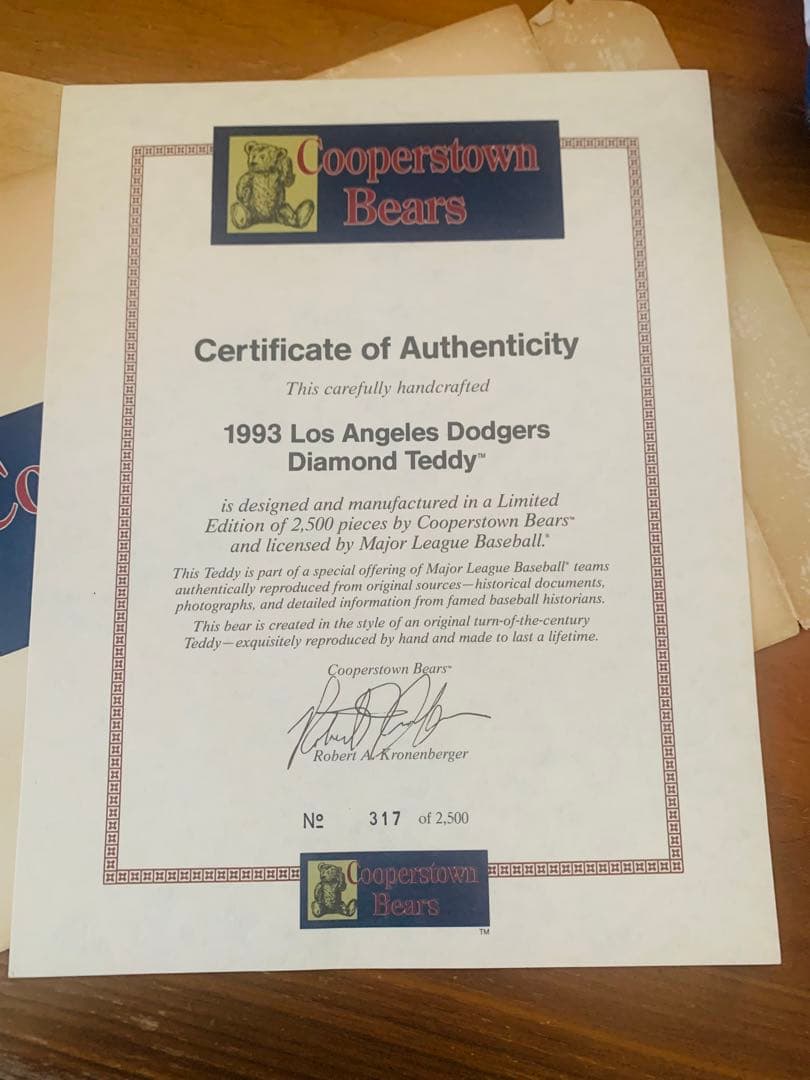 Cooperstown
Bears
Certificate of Authenticity
This carefully handcrafted
1993 Los Angeles Dodgers
Diamond Teddy™
is designed and manufactured in a Limited
Edition of 2,500 pieces by Cooperstown Bears™
and licensed by Major League Baseball.®
This Teddy is part of a special offering of Major League Baseball® teams
authentically reproduced from original sources—historical documents,
photographs, and detailed information from famed baseball historians.
This bear is created in the style of an original turn-of-the-century
Teddy—exquisitely reproduced by hand and made to last a lifetime.
Cooperstown Bears™
Robert A. Kronenberger
Nº 317 of 2,500
Cooperstown
Bears
TM
Co